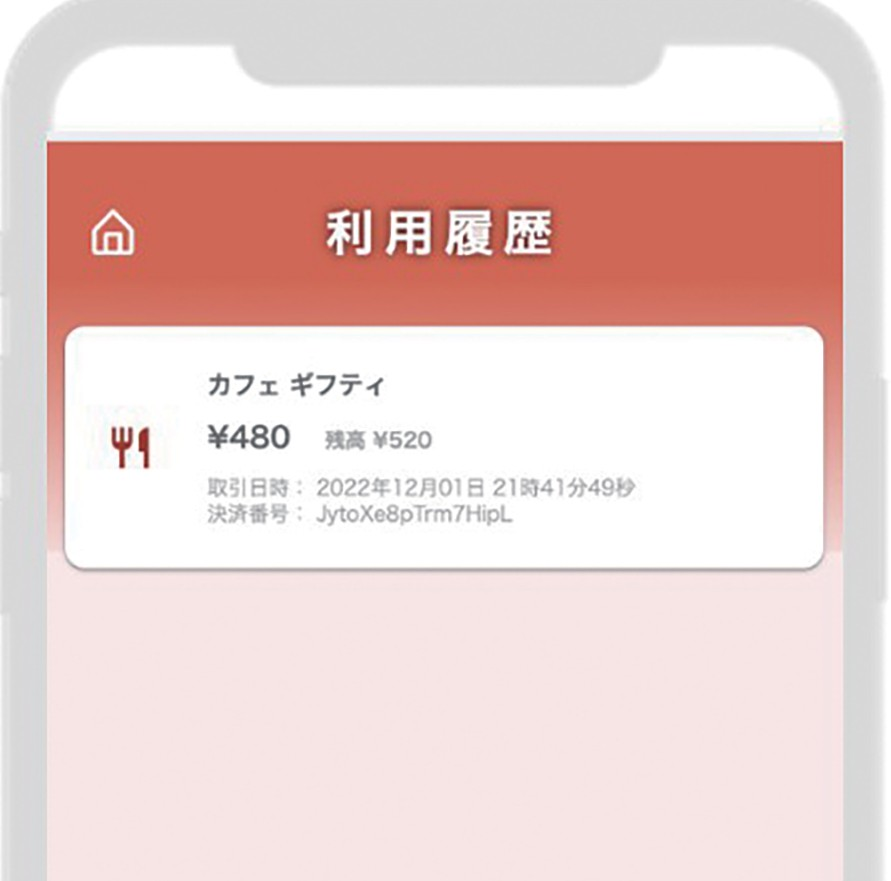 利用履歴
カフェ ギフティ
¥480 残高 ¥520
取引日時： 2022年12月01日 21時41分49秒
決済番号： JytoXe8pTrm7HipL